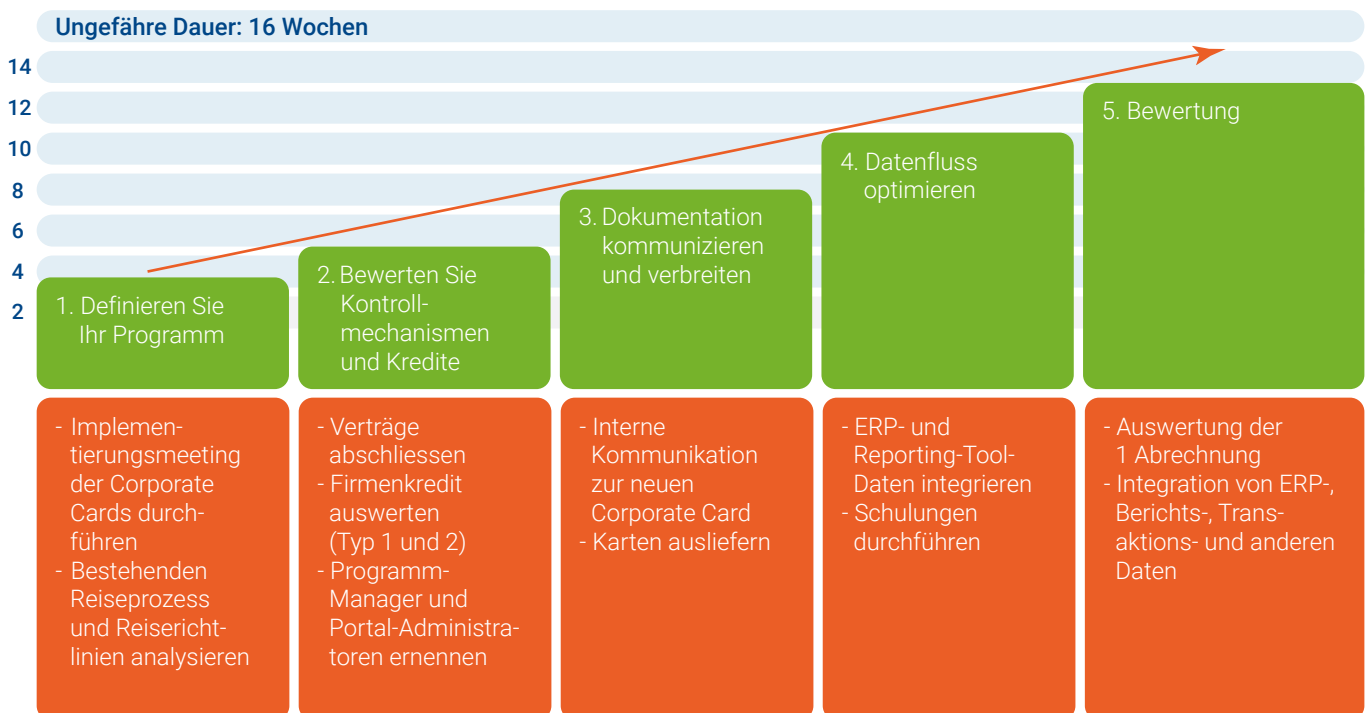 Ungefähre Dauer: 16 Wochen
14
12
10
8
6
4
2
1. Definieren Sie
Ihr Programm
2. Bewerten Sie
Kontroll-
mechanismen
und Kredite
3. Dokumentation
kommunizieren
und verbreiten
4. Datenfluss
optimieren
5. Bewertung
- Implemen-
tierungsmeeting
der Corporate
Cards durch-
führen
- Bestehenden
Reiseprozess
und Reisericht-
linien analysieren
- Verträge
abschliessen
- Firmenkredit
auswerten
(Typ 1 und 2)
- Programm-
Manager und
Portal-Administra-
toren ernennen
- Interne
Kommunikation
zur neuen
Corporate Card
- Karten ausliefern
- ERP- und
Reporting-Tool-
Daten integrieren
- Schulungen
durchführen
- Auswertung der
1 Abrechnung
- Integration von ERP-,
Berichts-, Trans-
aktions- und anderen
Daten